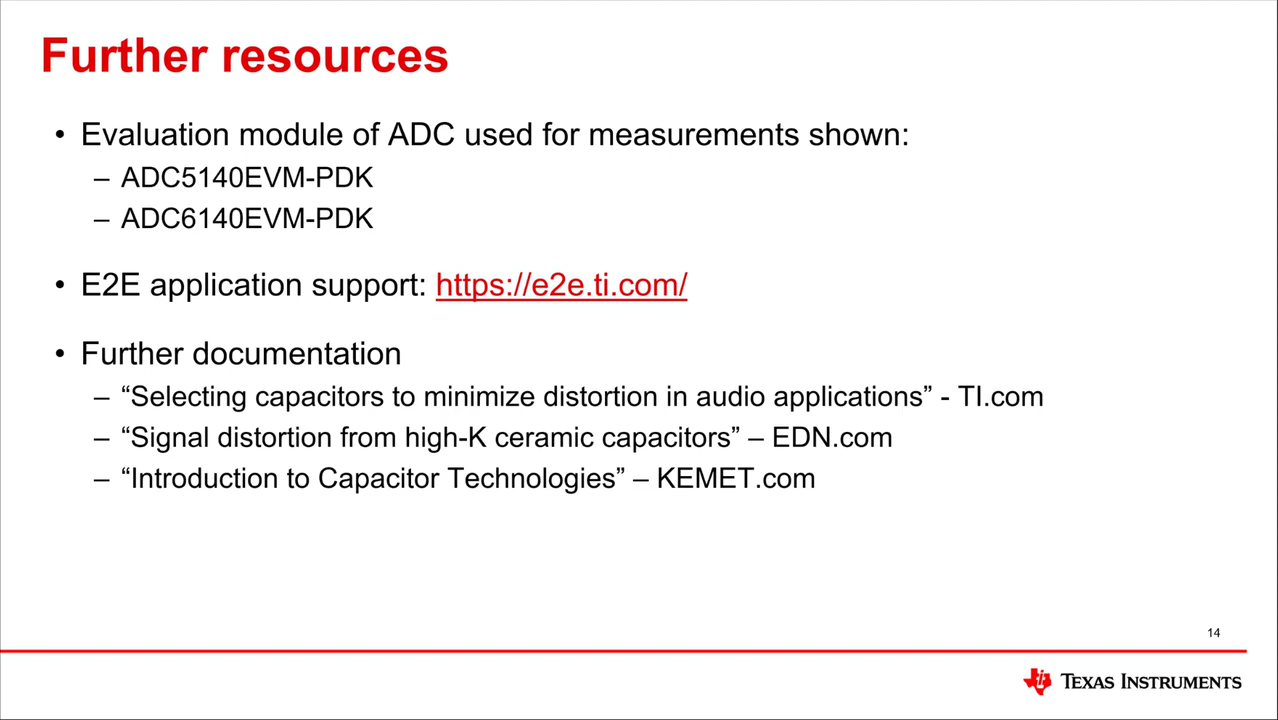 Further resources
• Evaluation module of ADC used for measurements shown:
– ADC5140EVM-PDK
– ADC6140EVM-PDK
• E2E application support: https://e2e.ti.com/
• Further documentation
– “Selecting capacitors to minimize distortion in audio applications” - TI.com
– “Signal distortion from high-K ceramic capacitors” – EDN.com
– “Introduction to Capacitor Technologies” – KEMET.com
14
TEXAS INSTRUMENTS